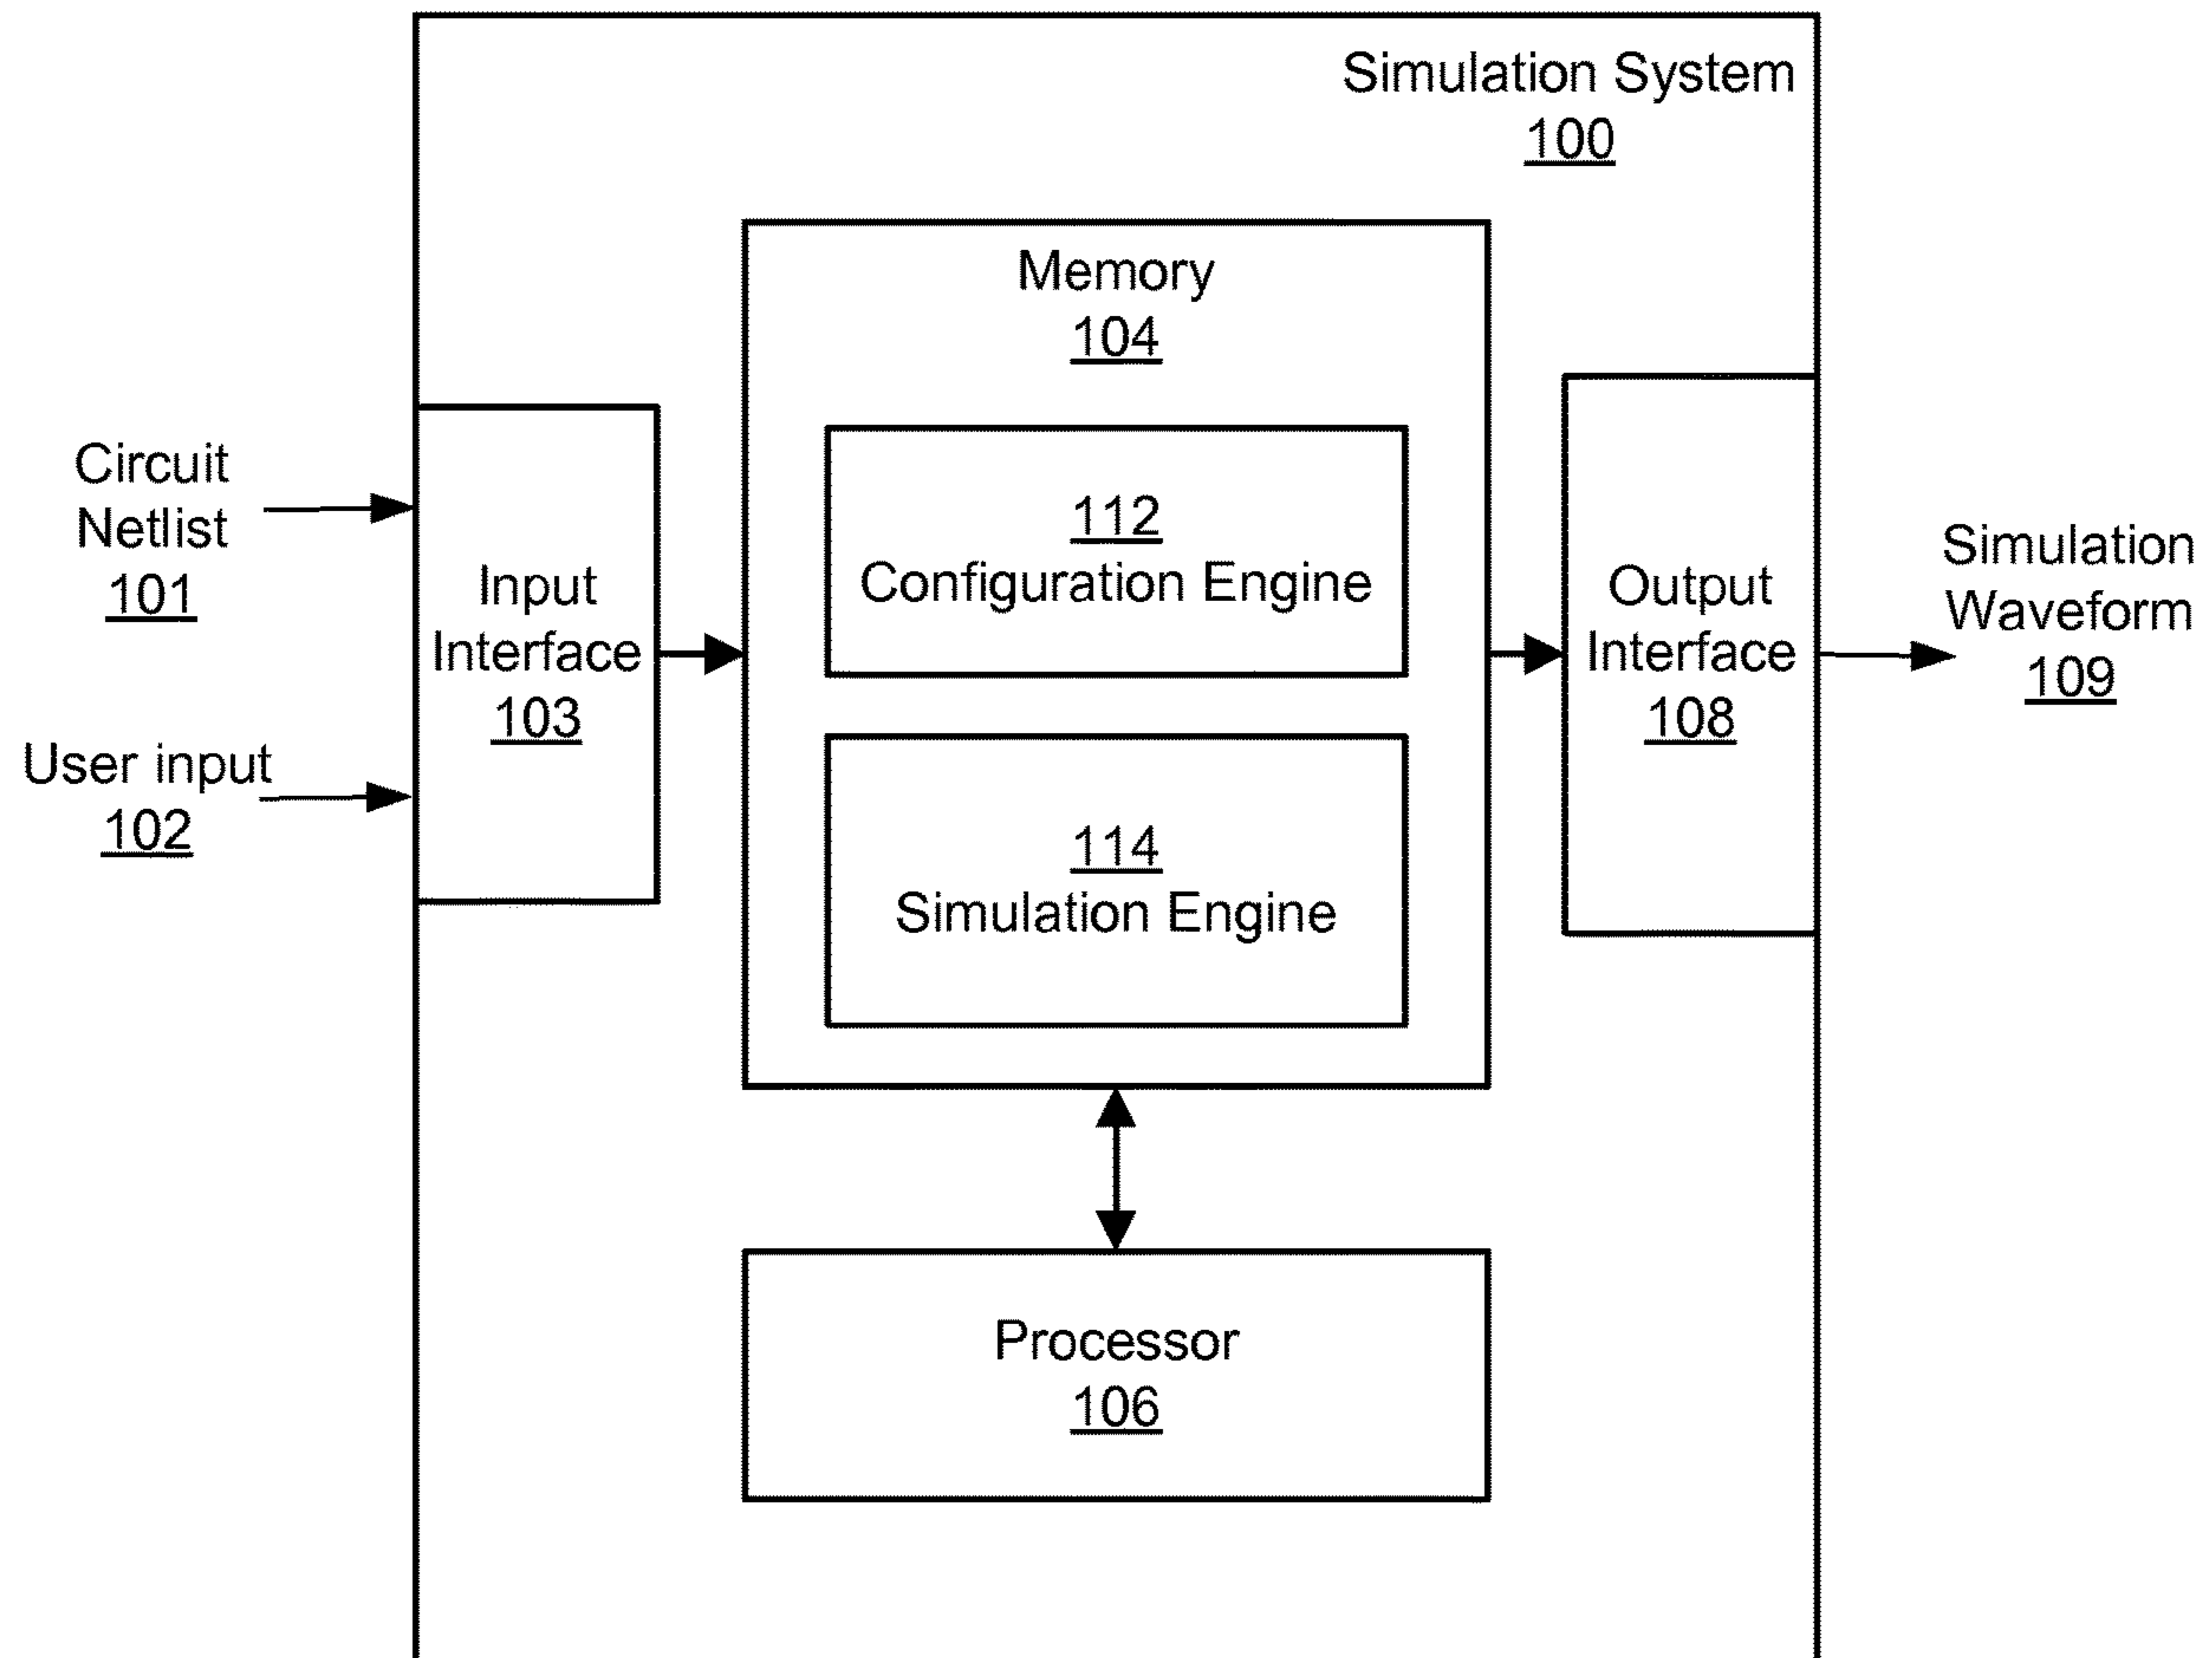 Simulation System
100
Memory
104
112
Configuration Engine
114
Simulation Engine
Circuit
Netlist
101
User input
102
Input
Interface
103
Output
Interface
108
Simulation
Waveform
109
Processor
106